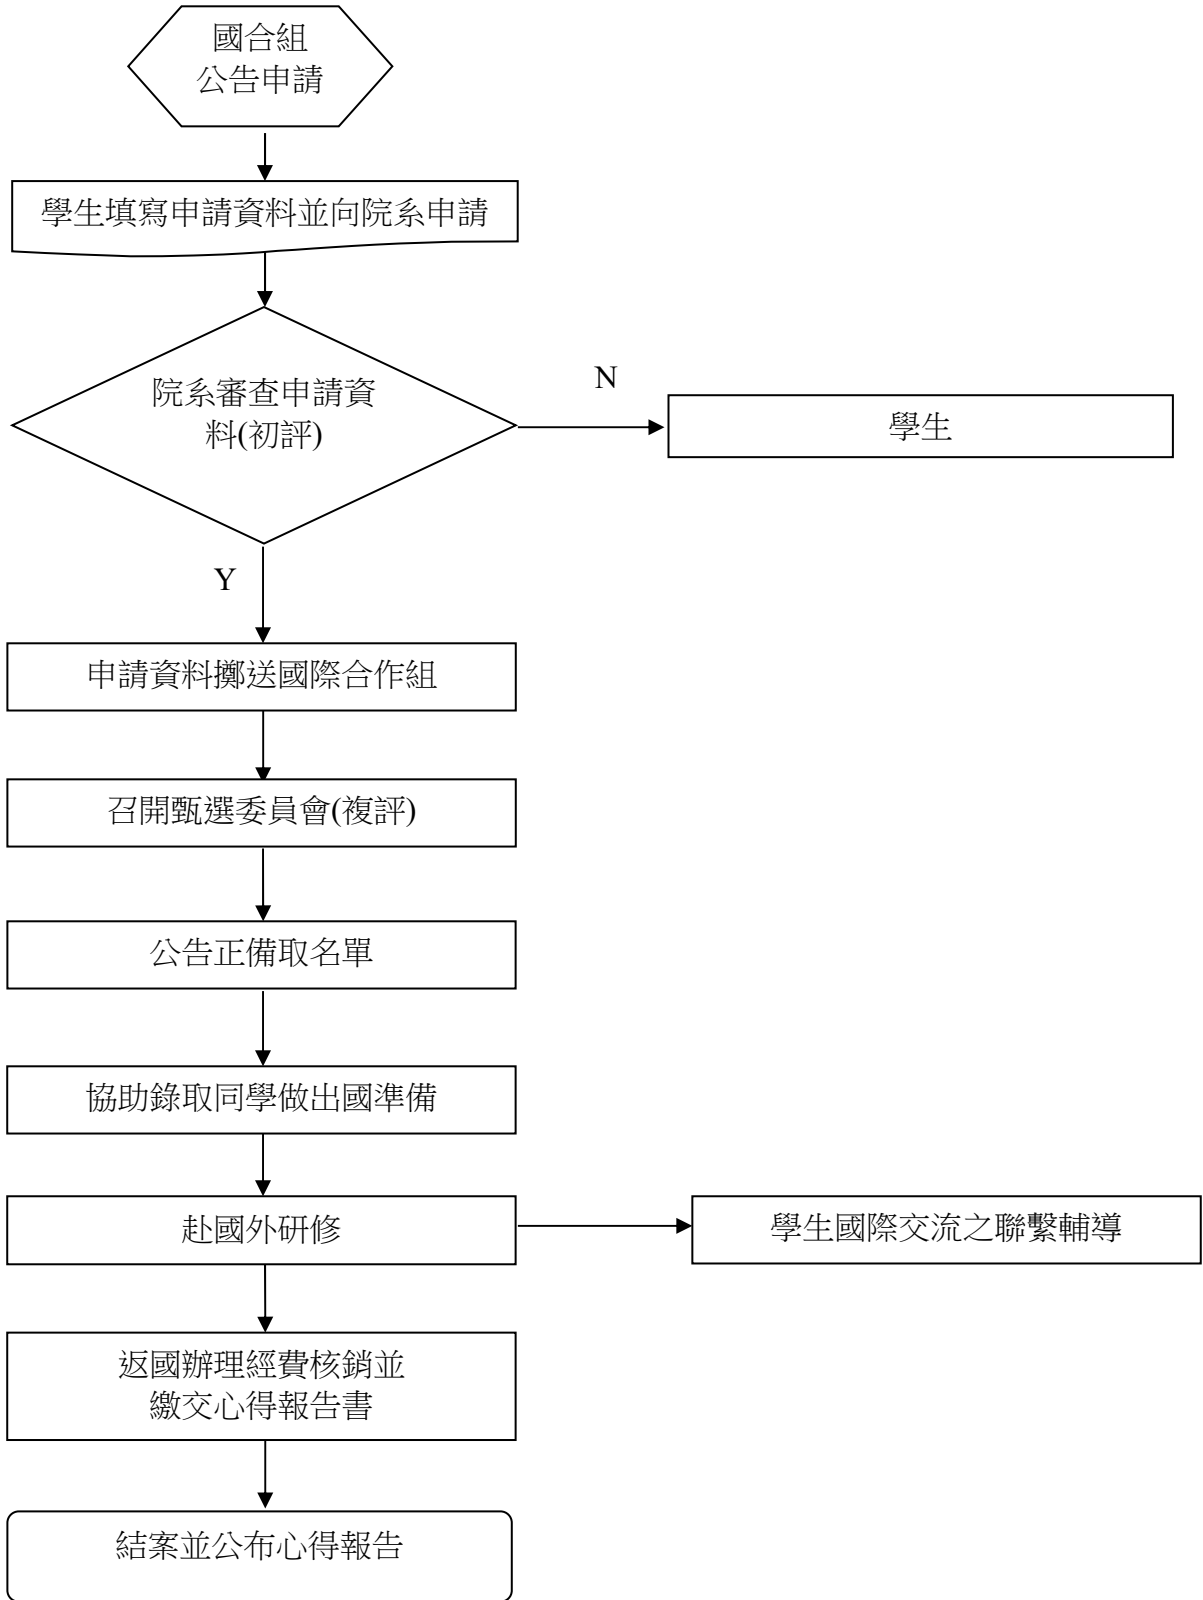 國合組
公告申請
學生填寫申請資料並向院系申請
院系審查申請資
料(初評)
N
學生
Y
申請資料擲送國際合作組
召開甄選委員會(複評)
公告正備取名單
協助錄取同學做出國準備
赴國外研修
學生國際交流之聯繫輔導
返國辦理經費核銷並
繳交心得報告書
結案並公布心得報告